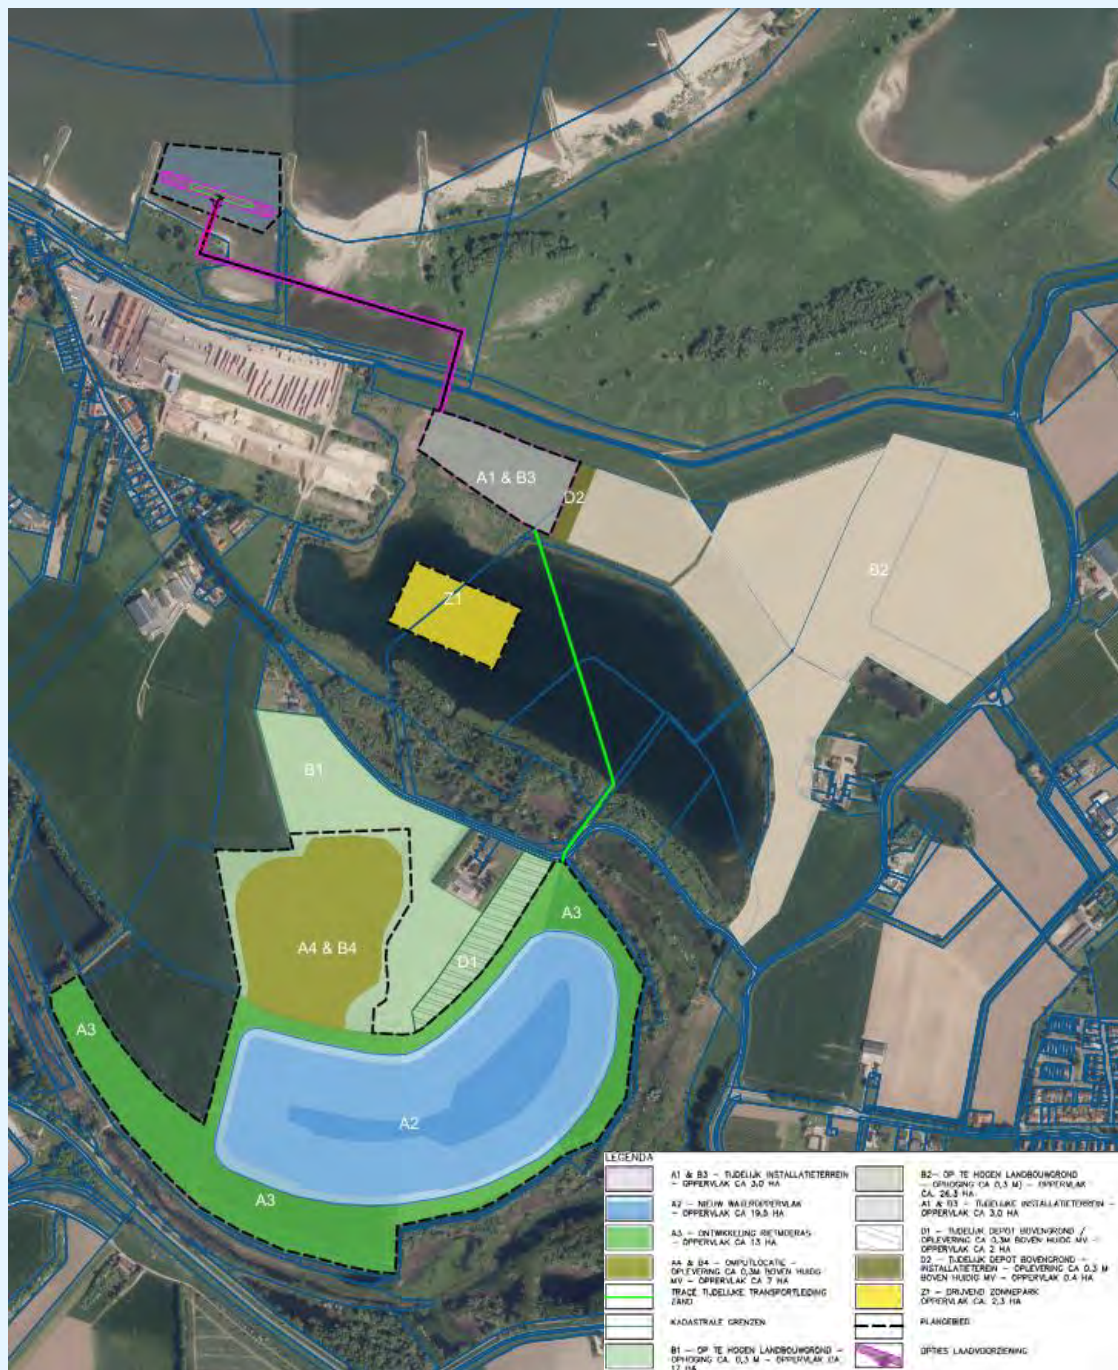 A1 & B3
D2
B2
Z1
B1
A4 & B4
A3
D1
A3
A2
A3
LEGENDA
A1 & B3 – TIJDELIJK INSTALLATIETERREIN
– OPPERVLAK CA 3,0 HA
A2 – NIEUW WATEROPPERVLAK
– OPPERVLAK CA 19,5 HA
A3 – ONTWIKKELING RIETMOERAS
– OPPERVLAK CA 13 HA
A4 & B4 – OMPUTLOCATIE –
OPLEVERING CA 0,3M BOVEN HUIDIG
MV – OPPERVLAK CA 7 HA
TRACE TIJDELIJKE TRANSPORTLEIDING
ZAND
KADASTRALE GRENZEN
B1 – OP TE HOGEN LANDBOUWGROND –
OPHOGING CA. 0,3 M – OPPERVLAK CA.
17 HA
B2– OP TE HOGEN LANDBOUWGROND
– OPHOGING CA 0,3 M) – OPPERVLAK
CA. 26,3 HA
A1 & B3 – TIJDELIJKE INSTALLATIETERREIN –
OPPERVLAK CA 3,0 HA
D1 – TIJDELIJK DEPOT BOVENGROND /
OPLEVERING CA 0,3M BOVEN HUIDIG MV –
OPPERVLAK CA 2 HA
D2 – TIJDELIJK DEPOT BOVENGROND –
INSTALLATIETEREIN – OPLEVERING CA 0.3 M
BOVEN HUIDIG MV – OPPERVLAK 0.4 HA
Z1 – DRIJVEND ZONNEPARK
OPPERVLAK CA. 2,3 HA
PLANGEBIED
OPTIES LAADVOORZIENING